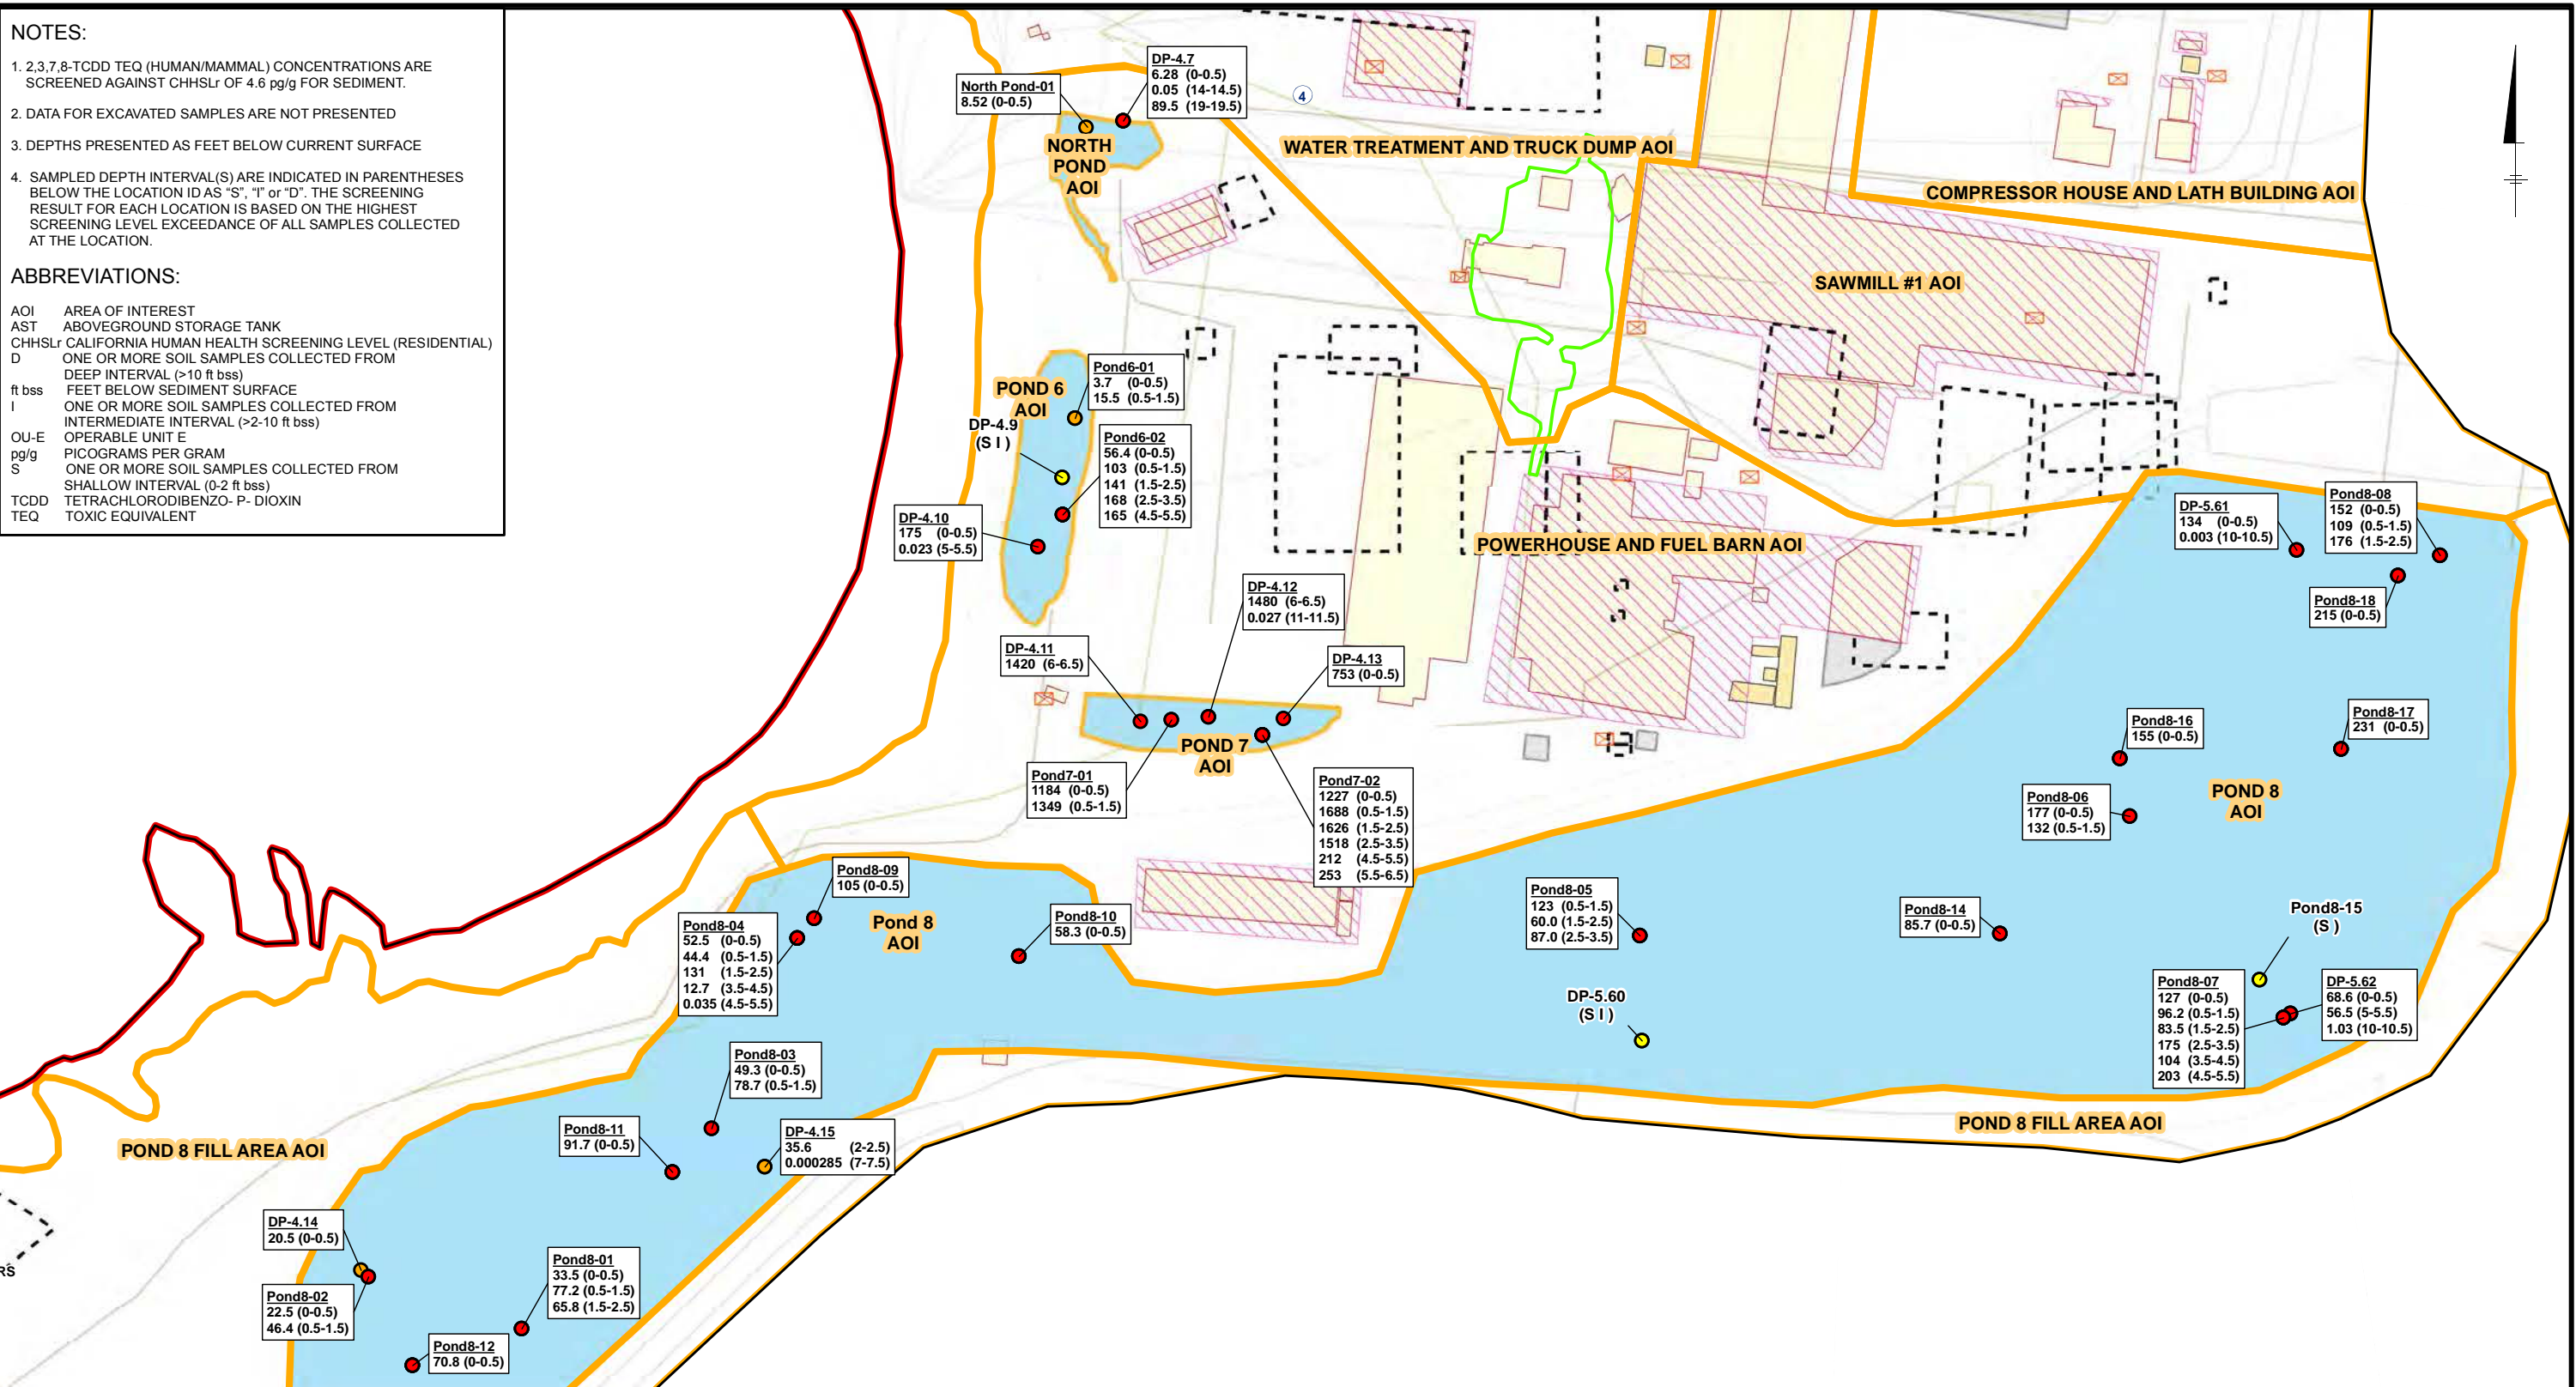 NOTES:
1. 2,3,7,8-TCDD TEQ (HUMAN/MAMMAL) CONCENTRATIONS ARE
SCREENED AGAINST CHHSLr OF 4.6 pg/g FOR SEDIMENT.
2. DATA FOR EXCAVATED SAMPLES ARE NOT PRESENTED
3. DEPTHS PRESENTED AS FEET BELOW CURRENT SURFACE
4. SAMPLED DEPTH INTERVAL(S) ARE INDICATED IN PARENTHESES
BELOW THE LOCATION ID AS “S”, “I” or “D”. THE SCREENING
RESULT FOR EACH LOCATION IS BASED ON THE HIGHEST
SCREENING LEVEL EXCEEDANCE OF ALL SAMPLES COLLECTED
AT THE LOCATION.
ABBREVIATIONS:
AOI AREA OF INTEREST
AST ABOVEGROUND STORAGE TANK
CHHSLr CALIFORNIA HUMAN HEALTH SCREENING LEVEL (RESIDENTIAL)
D ONE OR MORE SOIL SAMPLES COLLECTED FROM
DEEP INTERVAL (>10 ft bss)
ft bss FEET BELOW SEDIMENT SURFACE
I ONE OR MORE SOIL SAMPLES COLLECTED FROM
INTERMEDIATE INTERVAL (>2-10 ft bss)
OU-E OPERABLE UNIT E
pg/g PICOGRAMS PER GRAM
S ONE OR MORE SOIL SAMPLES COLLECTED FROM
SHALLOW INTERVAL (0-2 ft bss)
TCDD TETRACHLORODIBENZO- P- DIOXIN
TEQ TOXIC EQUIVALENT
North Pond-01
8.52 (0-0.5)
DP-4.7
6.28 (0-0.5)
0.05 (14-14.5)
89.5 (19-19.5)
4
NORTH
POND
AOI
WATER TREATMENT AND TRUCK DUMP AOI
COMPRESSOR HOUSE AND LATH BUILDING AOI
SAWMILL #1 AOI
POND 6
AOI
Pond6-01
3.7 (0-0.5)
15.5 (0.5-1.5)
DP-4.9
(S I )
Pond6-02
56.4 (0-0.5)
103 (0.5-1.5)
141 (1.5-2.5)
168 (2.5-3.5)
165 (4.5-5.5)
DP-4.10
175 (0-0.5)
0.023 (5-5.5)
POWERHOUSE AND FUEL BARN AOI
DP-5.61
134 (0-0.5)
0.003 (10-10.5)
Pond8-08
152 (0-0.5)
109 (0.5-1.5)
176 (1.5-2.5)
Pond8-18
215 (0-0.5)
DP-4.12
1480 (6-6.5)
0.027 (11-11.5)
DP-4.11
1420 (6-6.5)
DP-4.13
753 (0-0.5)
POND 7
AOI
Pond7-01
1184 (0-0.5)
1349 (0.5-1.5)
Pond7-02
1227 (0-0.5)
1688 (0.5-1.5)
1626 (1.5-2.5)
1518 (2.5-3.5)
212 (4.5-5.5)
253 (5.5-6.5)
Pond8-16
155 (0-0.5)
Pond8-17
231 (0-0.5)
Pond8-06
177 (0-0.5)
132 (0.5-1.5)
POND 8
AOI
Pond8-09
105 (0-0.5)
Pond8-04
52.5 (0-0.5)
44.4 (0.5-1.5)
131 (1.5-2.5)
12.7 (3.5-4.5)
0.035 (4.5-5.5)
Pond 8
AOI
Pond8-10
58.3 (0-0.5)
Pond8-05
123 (0.5-1.5)
60.0 (1.5-2.5)
87.0 (2.5-3.5)
Pond8-14
85.7 (0-0.5)
Pond8-15
(S )
DP-5.60
(S I )
Pond8-07
127 (0-0.5)
96.2 (0.5-1.5)
83.5 (1.5-2.5)
175 (2.5-3.5)
104 (3.5-4.5)
203 (4.5-5.5)
DP-5.62
68.6 (0-0.5)
56.5 (5-5.5)
1.03 (10-10.5)
Pond8-03
49.3 (0-0.5)
78.7 (0.5-1.5)
Pond8-11
91.7 (0-0.5)
DP-4.15
35.6 (2-2.5)
0.000285 (7-7.5)
POND 8 FILL AREA AOI
POND 8 FILL AREA AOI
DP-4.14
20.5 (0-0.5)
Pond8-02
22.5 (0-0.5)
46.4 (0.5-1.5)
Pond8-01
33.5 (0-0.5)
77.2 (0.5-1.5)
65.8 (1.5-2.5)
Pond8-12
70.8 (0-0.5)
RS